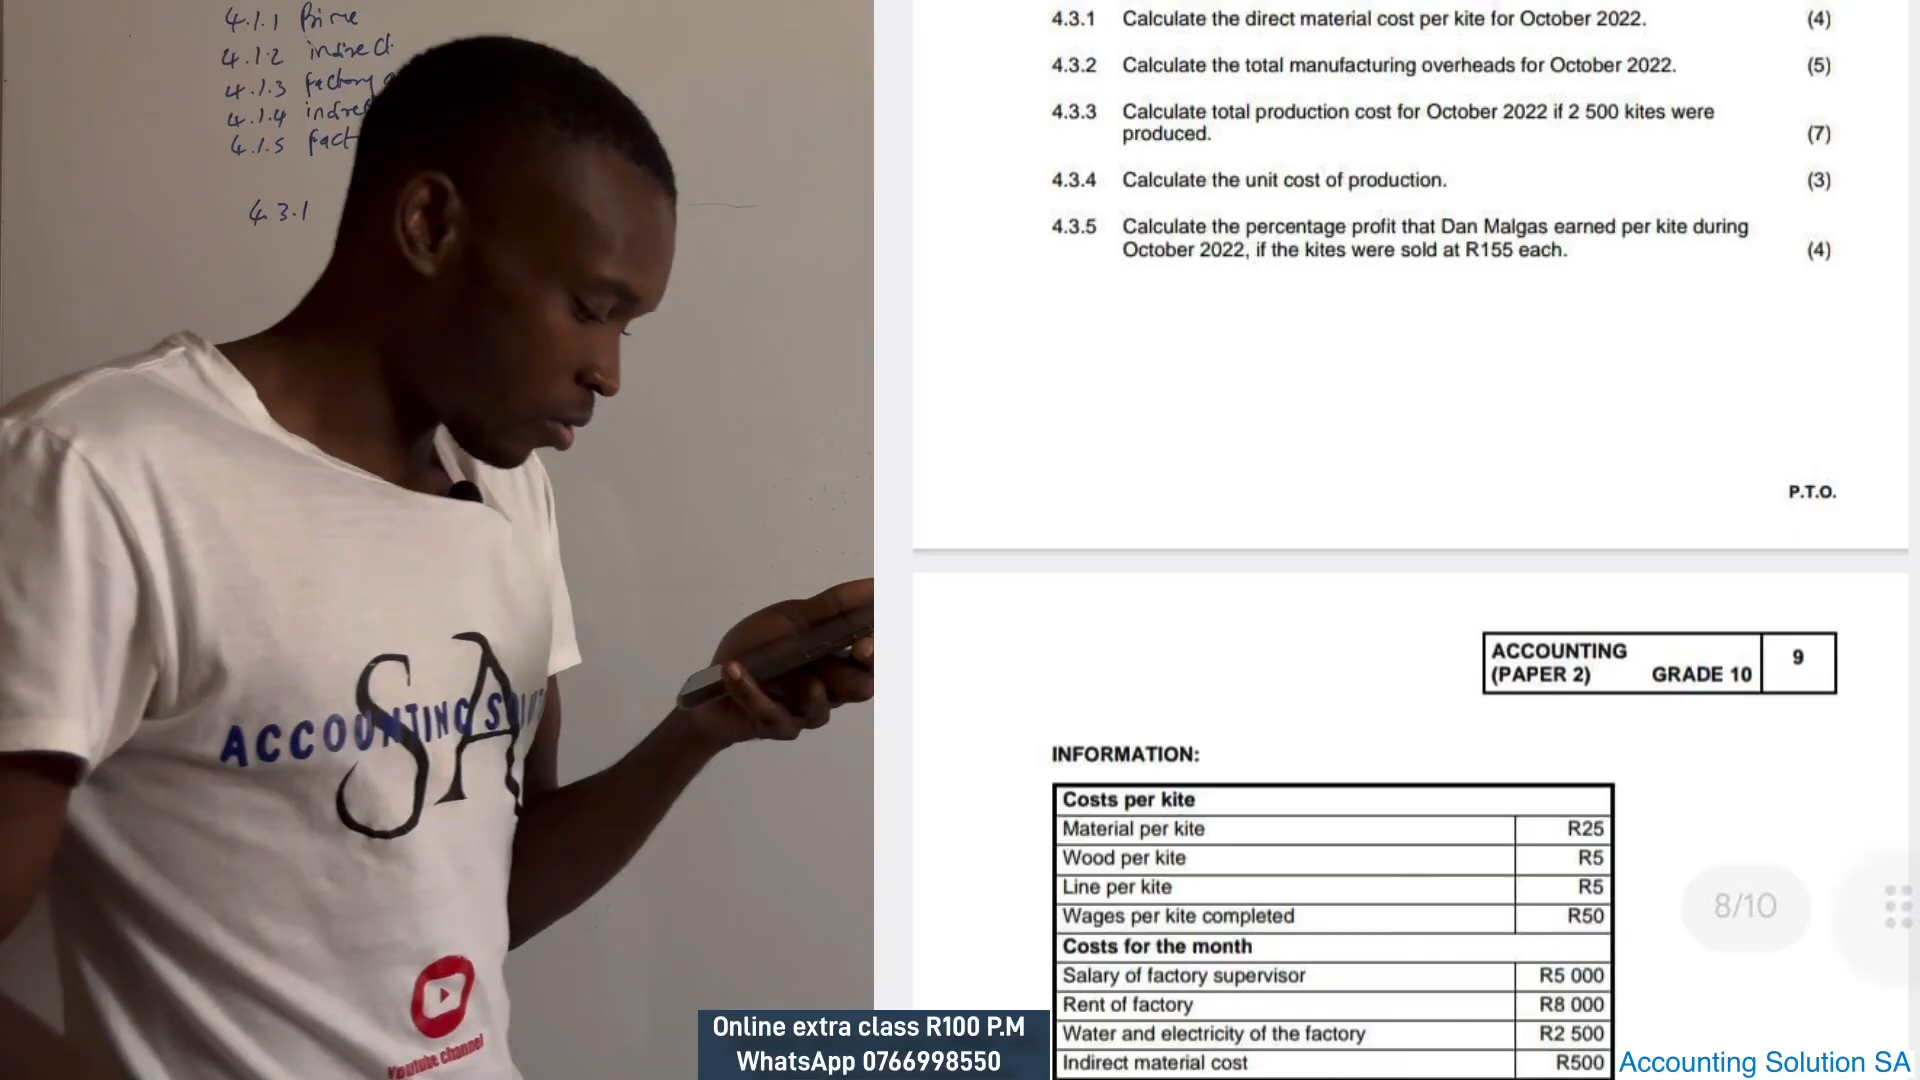 4.1.1 Prime
4.1.2 indirect
4.1.3 factory
4.1.4
4.1.5
4.3.1
ACCOUNTING
SA
Youtube channel
4.3.1 Calculate the direct material cost per kite for October 2022. (4)
4.3.2 Calculate the total manufacturing overheads for October 2022. (5)
4.3.3 Calculate total production cost for October 2022 if 2 500 kites were
produced. (7)
4.3.4 Calculate the unit cost of production. (3)
4.3.5 Calculate the percentage profit that Dan Malgas earned per kite during
October 2022, if the kites were sold at R155 each. (4)
P.T.O.
ACCOUNTING 9
(PAPER 2) GRADE 10
INFORMATION:
Costs per kite
Material per kite R25
Wood per kite R5
Line per kite R5
Wages per kite completed R50
Costs for the month
Salary of factory supervisor R5 000
Rent of factory R8 000
Water and electricity of the factory R2 500
Indirect material cost R500
8/10
Online extra class R100 P.M
WhatsApp 0766998550
Accounting Solution SA